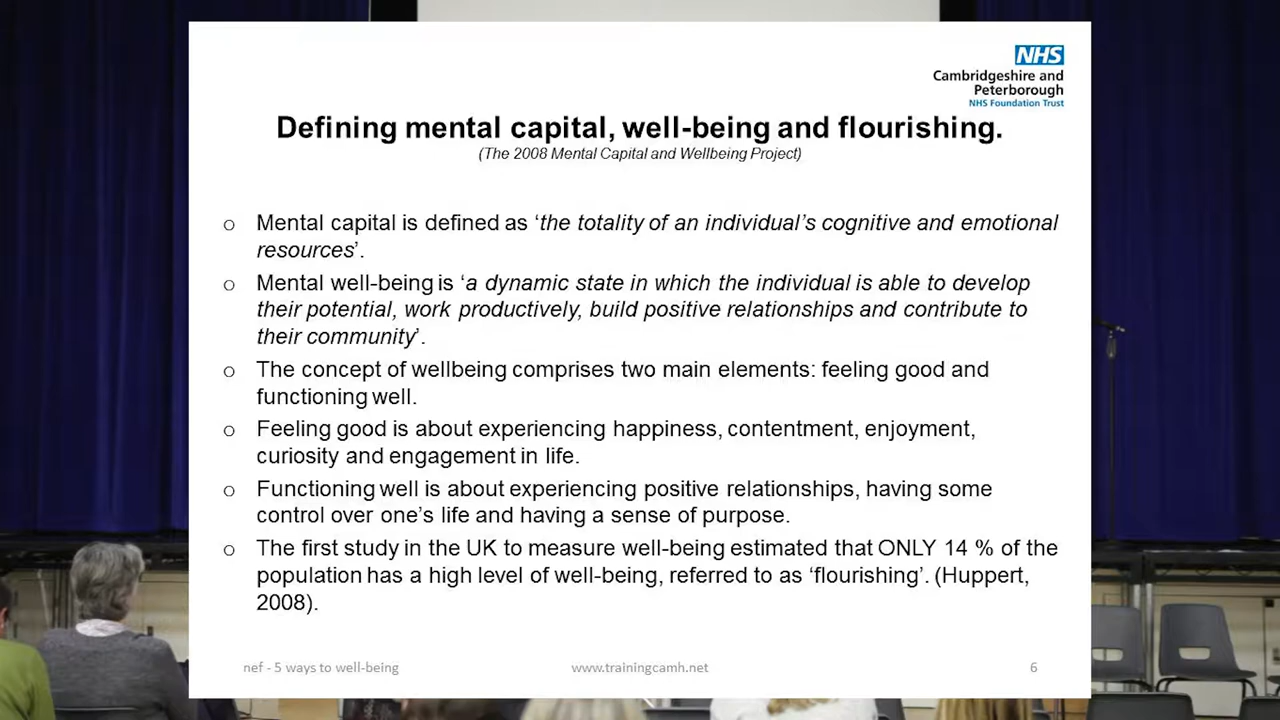 NHS
Cambridgeshire and
Peterborough
NHS Foundation Trust
Defining mental capital, well-being and flourishing.
(The 2008 Mental Capital and Wellbeing Project)
o Mental capital is defined as ‘the totality of an individual’s cognitive and emotional
resources’.
o Mental well-being is ‘a dynamic state in which the individual is able to develop
their potential, work productively, build positive relationships and contribute to
their community’.
o The concept of wellbeing comprises two main elements: feeling good and
functioning well.
o Feeling good is about experiencing happiness, contentment, enjoyment,
curiosity and engagement in life.
o Functioning well is about experiencing positive relationships, having some
control over one’s life and having a sense of purpose.
o The first study in the UK to measure well-being estimated that ONLY 14 % of the
population has a high level of well-being, referred to as ‘flourishing’. (Huppert,
2008).
nef - 5 ways to well-being
www.trainingcamh.net
6